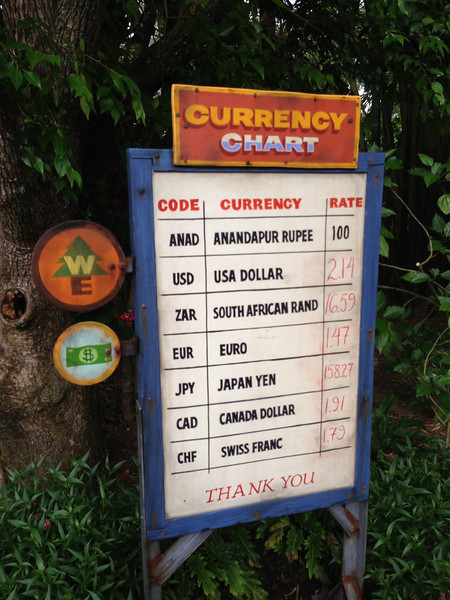 CURRENCY
CHART
CODE CURRENCY RATE
ANAD ANANDAPUR RUPEE 100
USD USA DOLLAR 2.14
ZAR SOUTH AFRICAN RAND 16.59
EUR EURO 1.47
JPY JAPAN YEN 158.27
CAD CANADA DOLLAR 1.91
CHF SWISS FRANC 1.79
THANK YOU
W
E
$